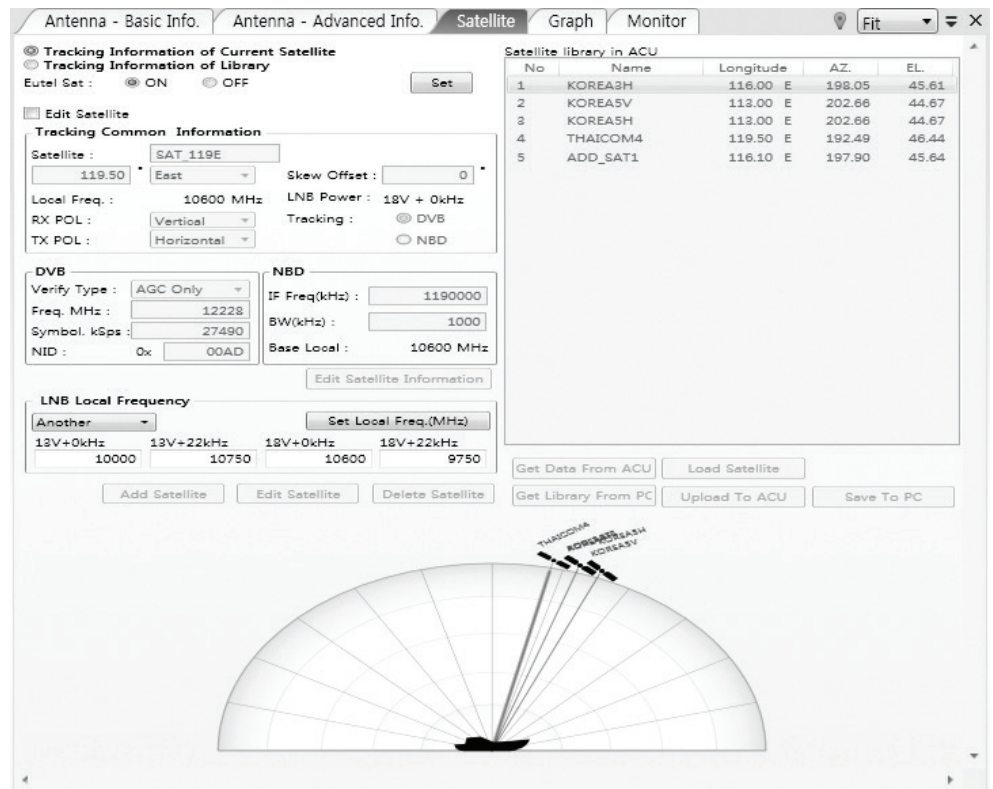 Antenna - Basic Info. Antenna - Advanced Info. Satellite Graph Monitor Fit
Tracking Information of Current Satellite
Tracking Information of Library
Eutel Sat : ON OFF Set
Edit Satellite
Tracking Common Information
Satellite : SAT_119E
119.50 ° East Skew Offset : 0 °
Local Freq. : 10600 MHz LNB Power : 18V + 0kHz
RX POL : Vertical Tracking : DVB
TX POL : Horizontal NBD
DVB
Verify Type : AGC Only
Freq. MHz : 12228
Symbol. kSps : 27490
NID : 0x 00AD
NBD
IF Freq(kHz) : 1190000
BW(kHz) : 1000
Base Local : 10600 MHz
Edit Satellite Information
LNB Local Frequency
Another Set Local Freq.(MHz)
13V+0kHz 13V+22kHz 18V+0kHz 18V+22kHz
10000 10750 10600 9750
Add Satellite Edit Satellite Delete Satellite
Satellite library in ACU
No Name Longitude AZ. EL.
1 KOREA3H 116.00 E 198.05 45.61
2 KOREA5V 113.00 E 202.66 44.67
3 KOREA5H 113.00 E 202.66 44.67
4 THAICOM4 119.50 E 192.49 46.44
5 ADD_SAT1 116.10 E 197.90 45.64
Get Data From ACU Load Satellite
Get Library From PC Upload To ACU Save To PC
THAICOM4
KOREA5V